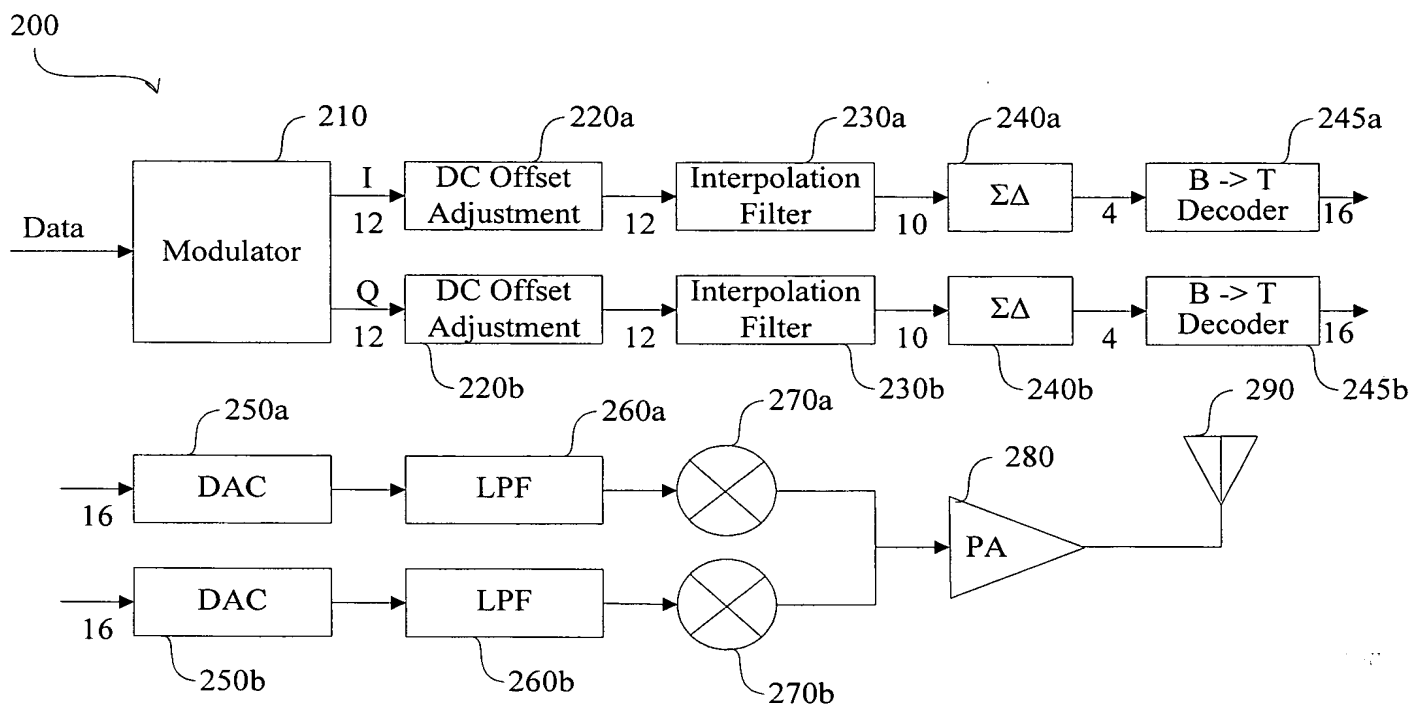 200
210 220a 230a 240a 245a
I DC Offset Adjustment Interpolation Filter ΣΔ B -> T Decoder
12 12 10 4 16
Data Modulator
Q DC Offset Adjustment Interpolation Filter ΣΔ B -> T Decoder
12 12 10 4 16
220b 230b 240b 245b
250a 260a 270a 280 290
DAC LPF
16
PA
DAC LPF
16
250b 260b 270b